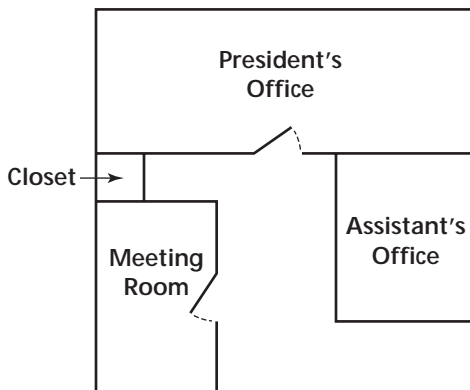 President's
Office
Closet
Assistant's
Office
Meeting
Room